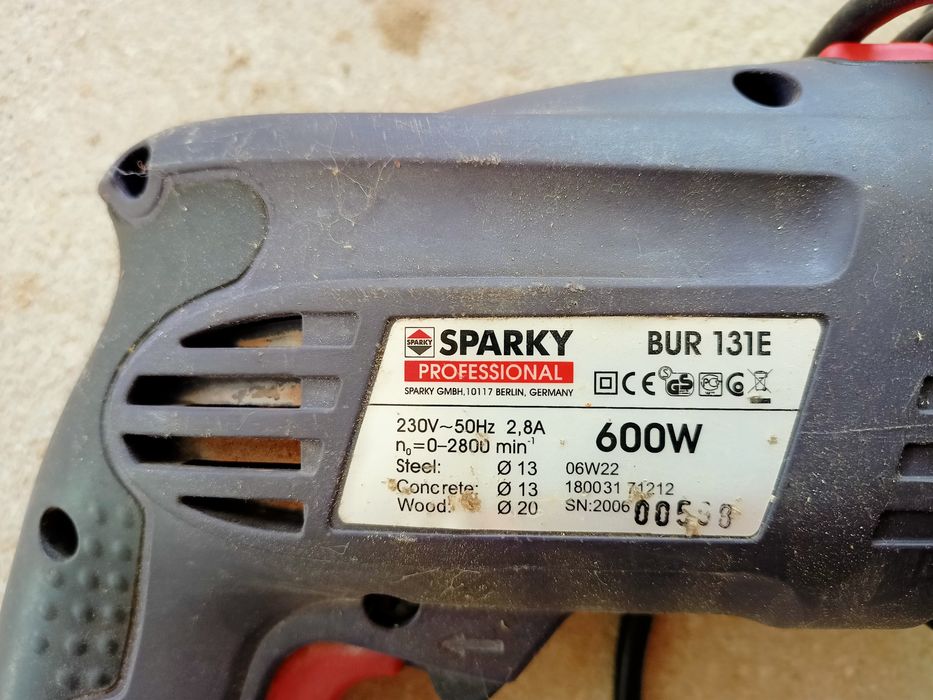 SPARKY
SPARKY BUR 131E
PROFESSIONAL
SPARKY GMBH, 10117 BERLIN, GERMANY
230V~50Hz 2,8A 600W
n₀=0-2800 min⁻¹
Steel: Ø 13 06W22
Concrete: Ø 13 180031 71212
Wood: Ø 20 SN:2006